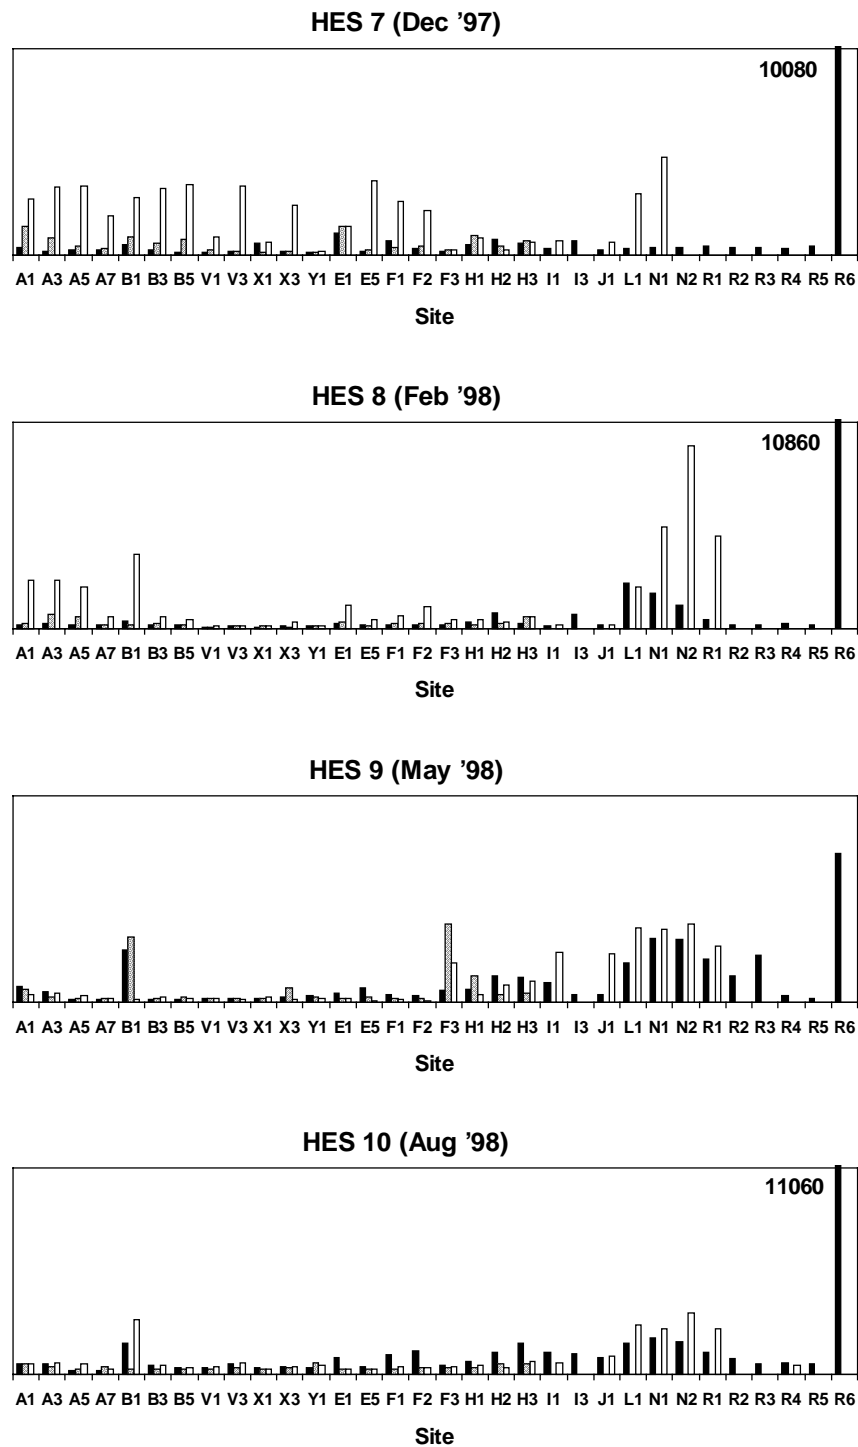 HES 7 (Dec '97)
10080
A1 A3 A5 A7 B1 B3 B5 V1 V3 X1 X3 Y1 E1 E5 F1 F2 F3 H1 H2 H3 I1 I3 J1 L1 N1 N2 R1 R2 R3 R4 R5 R6
Site
HES 8 (Feb '98)
10860
A1 A3 A5 A7 B1 B3 B5 V1 V3 X1 X3 Y1 E1 E5 F1 F2 F3 H1 H2 H3 I1 I3 J1 L1 N1 N2 R1 R2 R3 R4 R5 R6
Site
HES 9 (May '98)
A1 A3 A5 A7 B1 B3 B5 V1 V3 X1 X3 Y1 E1 E5 F1 F2 F3 H1 H2 H3 I1 I3 J1 L1 N1 N2 R1 R2 R3 R4 R5 R6
Site
HES 10 (Aug '98)
11060
A1 A3 A5 A7 B1 B3 B5 V1 V3 X1 X3 Y1 E1 E5 F1 F2 F3 H1 H2 H3 I1 I3 J1 L1 N1 N2 R1 R2 R3 R4 R5 R6
Site